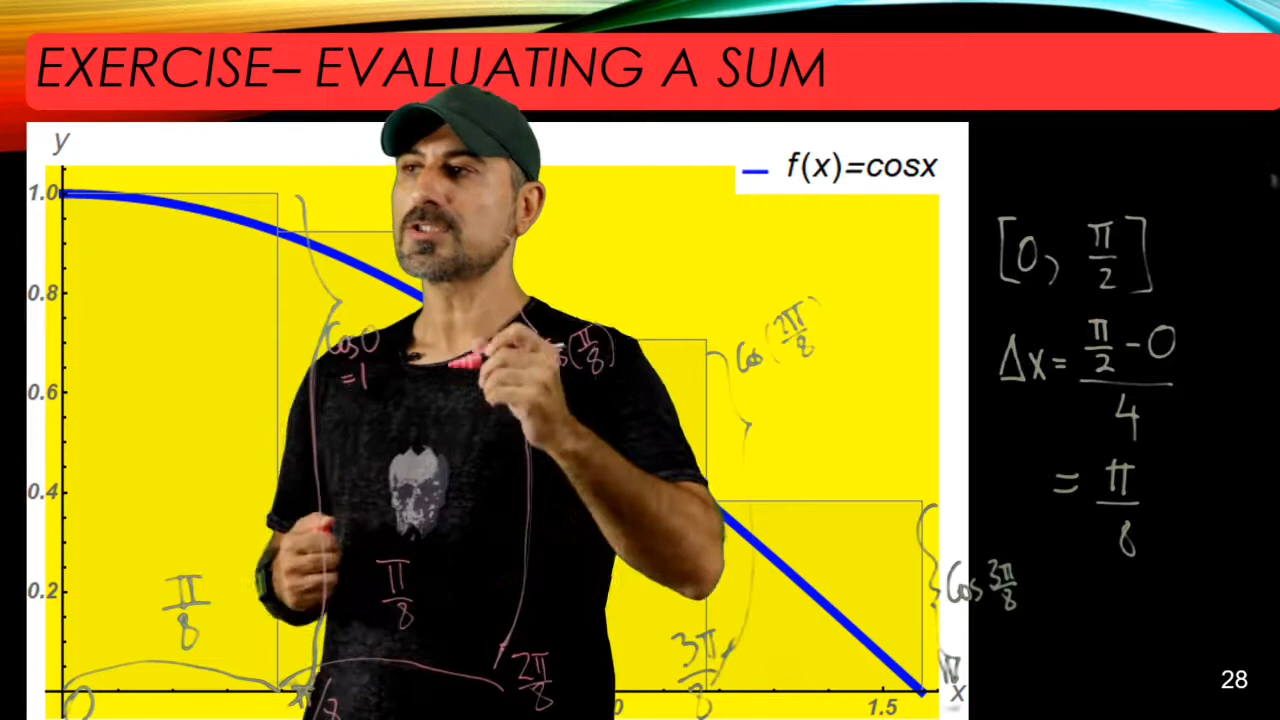 EXERCISE– EVALUATING A SUM
y
f(x)=cosx
1.0
0.8
0.6
0.4
0.2
1.5
x
Cos 0
=1
(π/8)
Cos(2π/8)
Cos 3π/8
π/8
π/8
0
π/8
2π/8
3π/8
[0, π/2]
Δx = (π/2 - 0)/4
= π/8
28